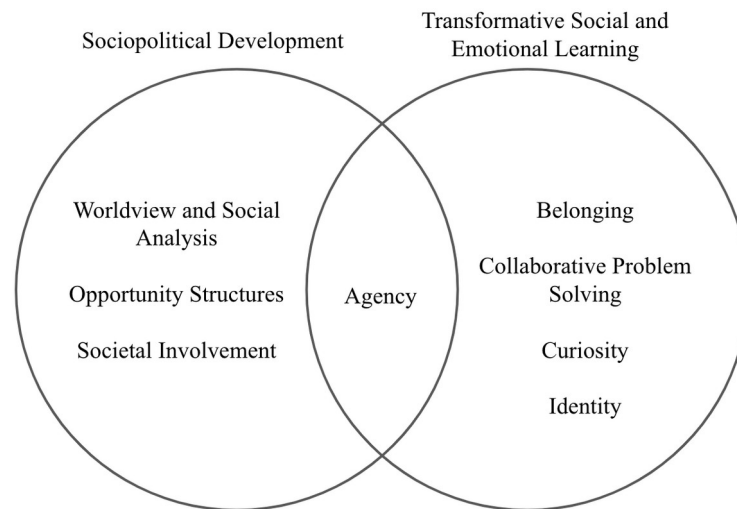 Sociopolitical Development
Transformative Social and
Emotional Learning
Worldview and Social
Analysis
Opportunity Structures
Societal Involvement
Agency
Belonging
Collaborative Problem
Solving
Curiosity
Identity